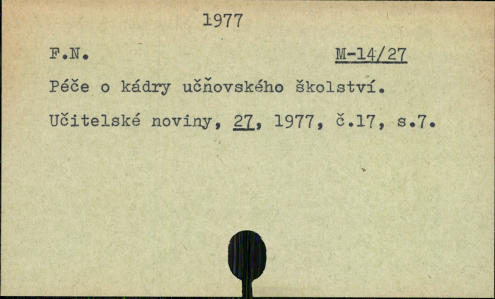 1977
F.N. M-14/27
Péče o kádry učňovského školství.
Učitelské noviny, 27, 1977, č.17, s.7.